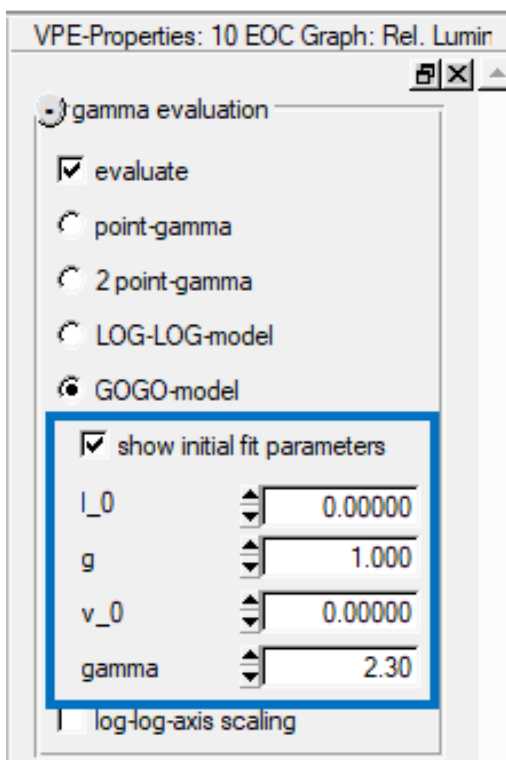 VPE-Properties: 10 EOC Graph: Rel. Lumin
gamma evaluation
evaluate
point-gamma
2 point-gamma
LOG-LOG-model
GOGO-model
show initial fit parameters
l_0 0.00000
g 1.000
v_0 0.00000
gamma 2.30
log-log-axis scaling